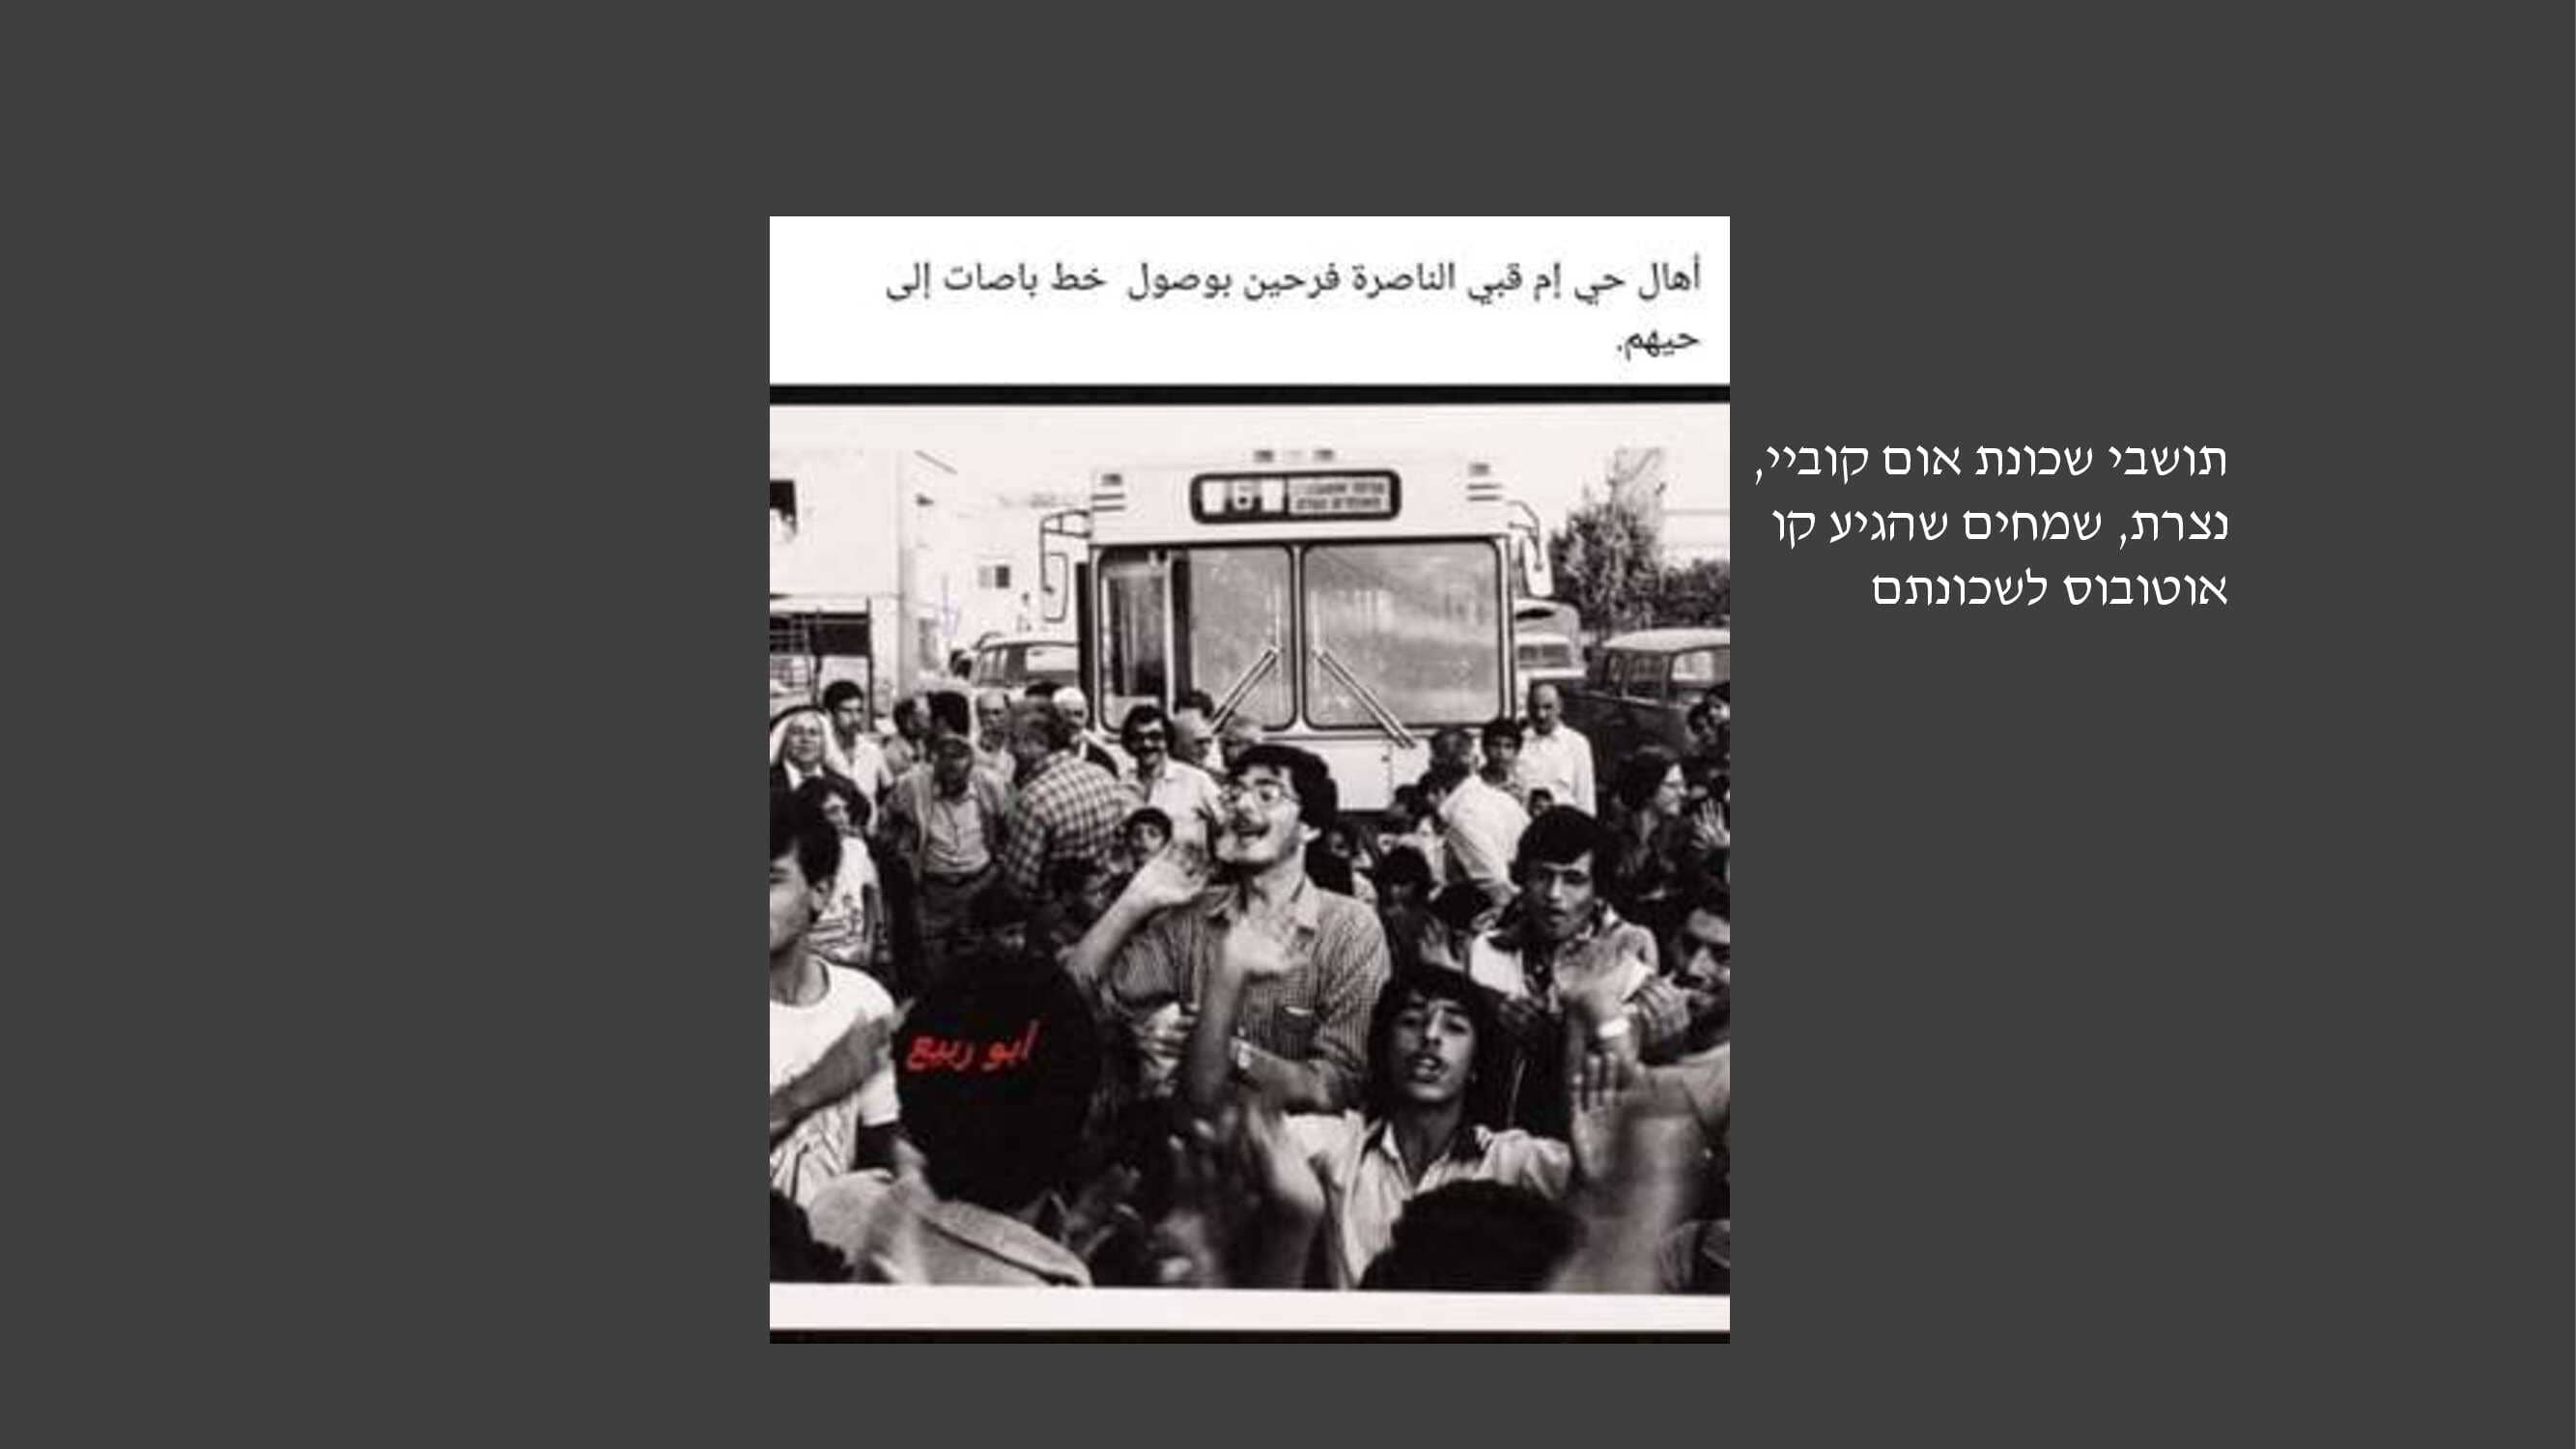 أهال حي إم قبي الناصرة فرحين بوصول خط باصات إلى
حيهم.
תושבי שכונת אום קוביי,
נצרת, שמחים שהגיע קו
אוטובוס לשכונתם
أبو ربيع